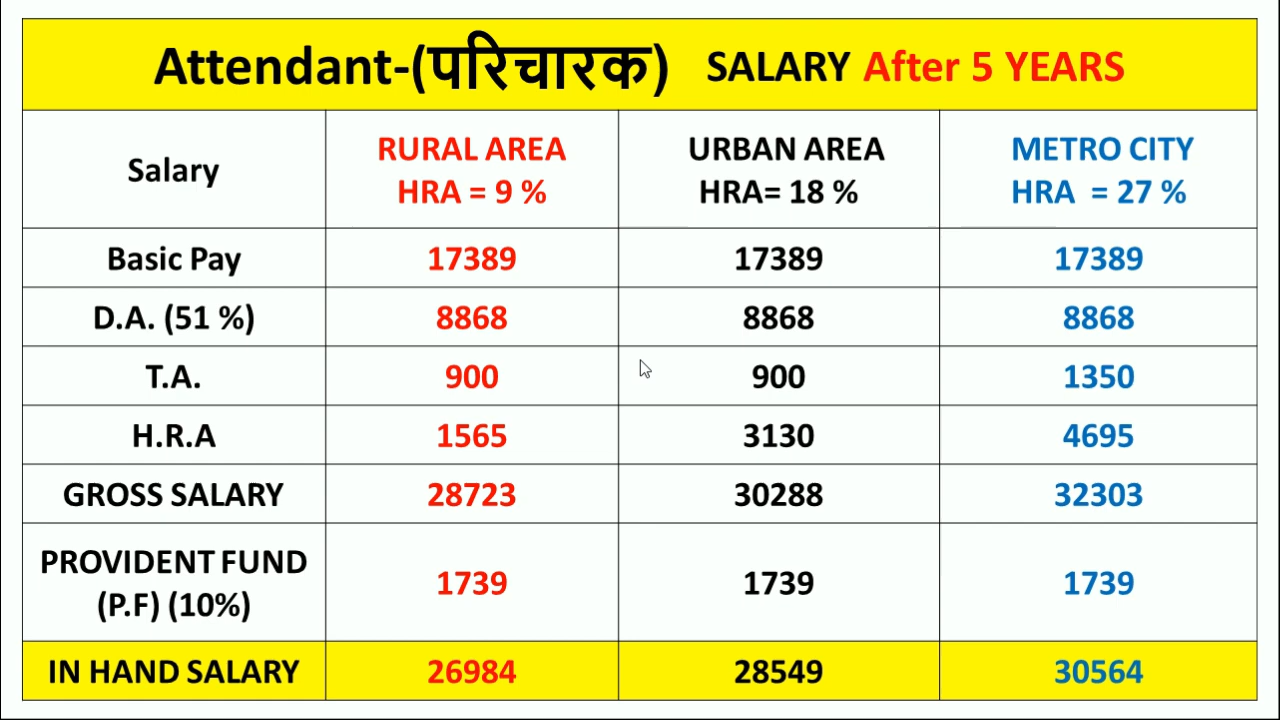 Attendant-(परिचारक) SALARY After 5 YEARS
Salary
RURAL AREA
HRA = 9 %
URBAN AREA
HRA= 18 %
METRO CITY
HRA = 27 %
Basic Pay 17389 17389 17389
D.A. (51 %) 8868 8868 8868
T.A. 900 900 1350
H.R.A 1565 3130 4695
GROSS SALARY 28723 30288 32303
PROVIDENT FUND
(P.F) (10%) 1739 1739 1739
IN HAND SALARY 26984 28549 30564